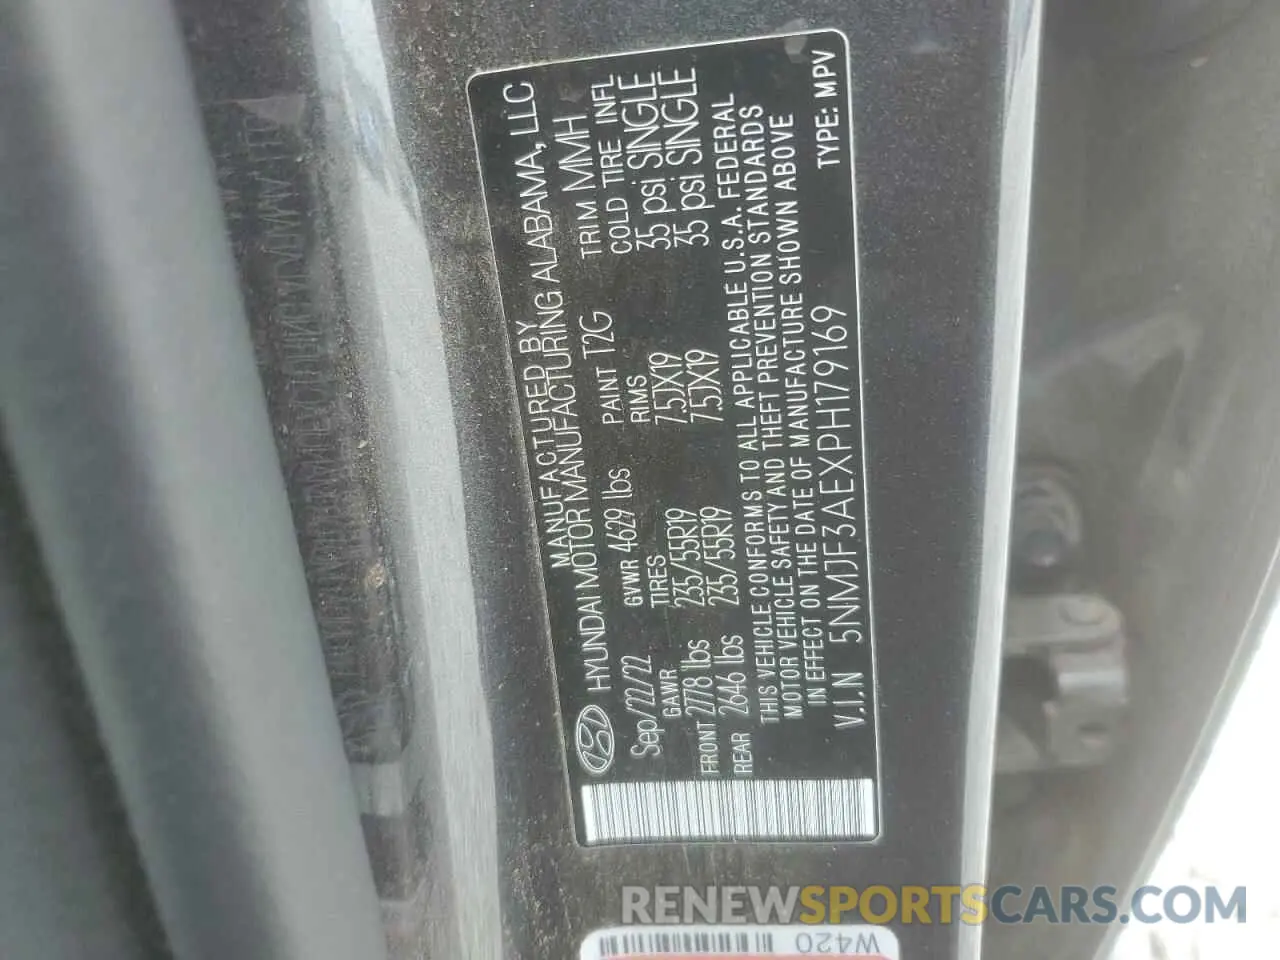 MANUFACTURED BY
HYUNDAI MOTOR MANUFACTURING ALABAMA, LLC
Sep/22/22 GVWR 4629 lbs PAINT T2G TRIM MMH
GAWR TIRES RIMS COLD TIRE INFL
FRONT 2778 lbs 235/55R19 7.5JX19 35 psi SINGLE
REAR 2646 lbs 235/55R19 7.5JX19 35 psi SINGLE
THIS VEHICLE CONFORMS TO ALL APPLICABLE U.S.A. FEDERAL
MOTOR VEHICLE SAFETY AND THEFT PREVENTION STANDARDS
IN EFFECT ON THE DATE OF MANUFACTURE SHOWN ABOVE
V.I.N 5NMJF3AEXPH179169 TYPE: MPV
W420
RENEWSPORTSCARS.COM